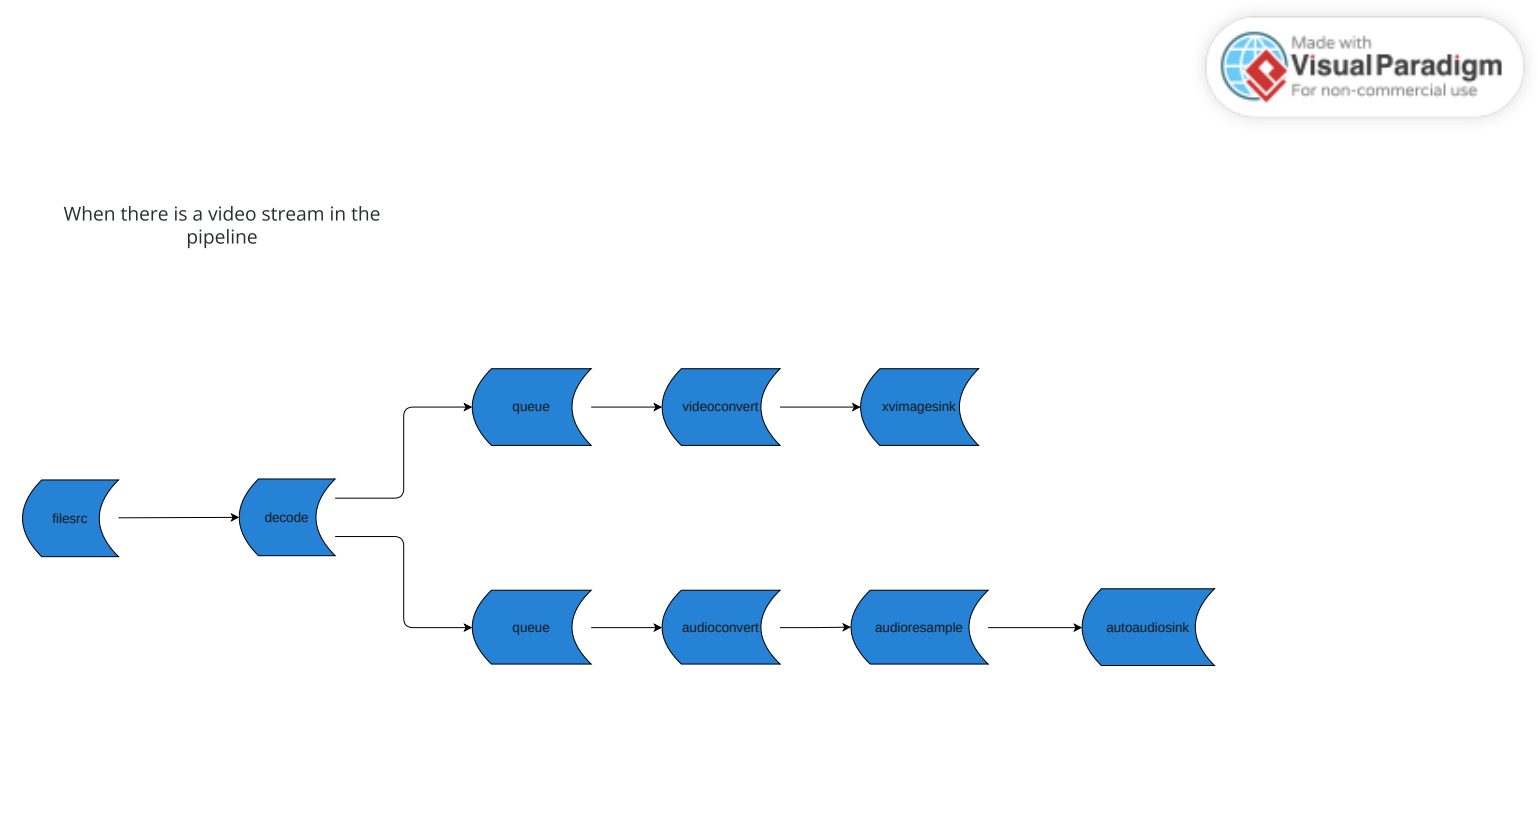 Made with
Visual Paradigm
For non-commercial use
When there is a video stream in the
pipeline
queue
videoconvert
xvimagesink
filesrc
decode
queue
audioconvert
audioresample
autoaudiosink